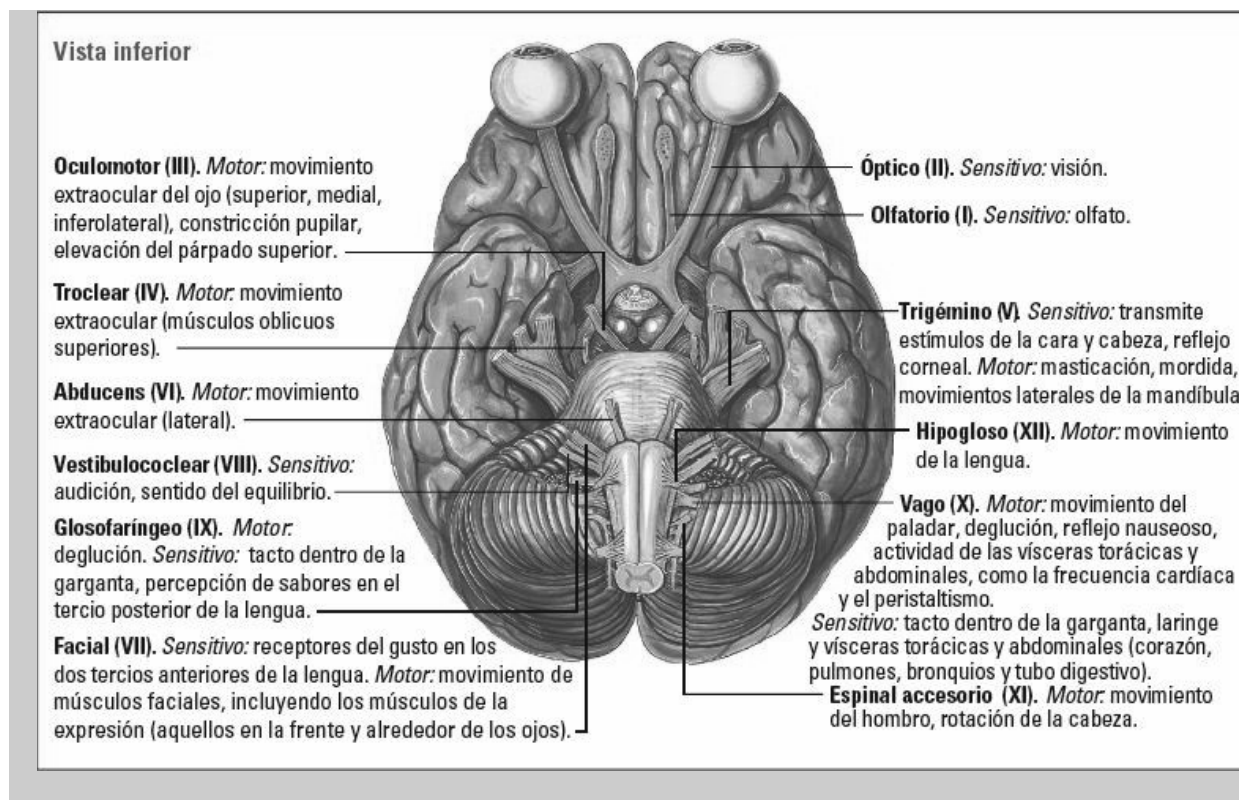 Vista inferior
Oculomotor (III). Motor: movimiento
extraocular del ojo (superior, medial,
inferolateral), constricción pupilar,
elevación del párpado superior.
Troclear (IV). Motor: movimiento
extraocular (músculos oblicuos
superiores).
Abducens (VI). Motor: movimiento
extraocular (lateral).
Vestibulococlear (VIII). Sensitivo:
audición, sentido del equilibrio.
Glosofaríngeo (IX). Motor:
deglución. Sensitivo: tacto dentro de la
garganta, percepción de sabores en el
tercio posterior de la lengua.
Facial (VII). Sensitivo: receptores del gusto en los
dos tercios anteriores de la lengua. Motor: movimiento de
músculos faciales, incluyendo los músculos de la
expresión (aquellos en la frente y alrededor de los ojos).
Óptico (II). Sensitivo: visión.
Olfatorio (I). Sensitivo: olfato.
Trigémino (V). Sensitivo: transmite
estímulos de la cara y cabeza, reflejo
corneal. Motor: masticación, mordida,
movimientos laterales de la mandíbula
Hipogloso (XII). Motor: movimiento
de la lengua.
Vago (X). Motor: movimiento del
paladar, deglución, reflejo nauseoso,
actividad de las vísceras torácicas y
abdominales, como la frecuencia cardíaca
y el peristaltismo.
Sensitivo: tacto dentro de la garganta, laringe
y vísceras torácicas y abdominales (corazón,
pulmones, bronquios y tubo digestivo).
Espinal accesorio (XI). Motor: movimiento
del hombro, rotación de la cabeza.